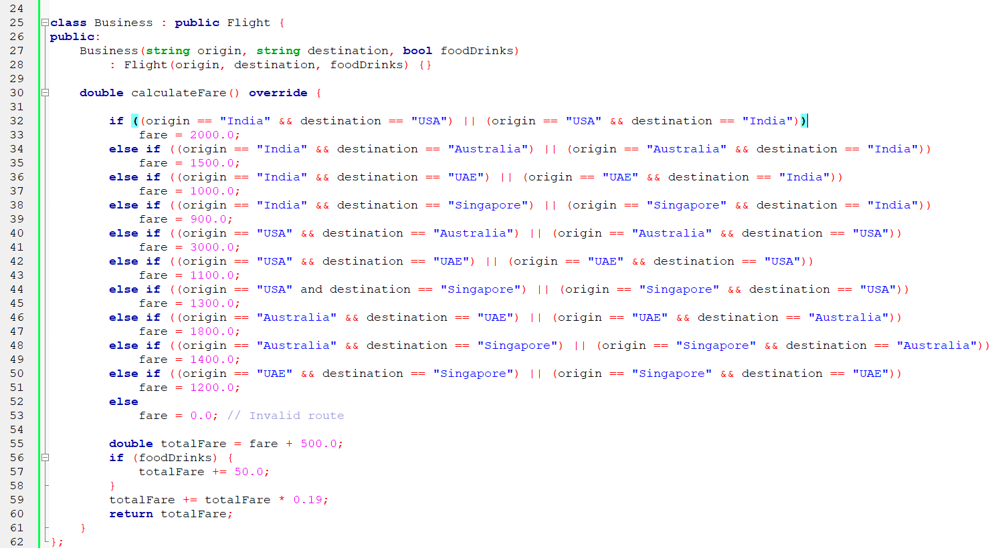 24
25 class Business : public Flight {
26 public:
27     Business(string origin, string destination, bool foodDrinks)
28         : Flight(origin, destination, foodDrinks) {}
29
30     double calculateFare() override {
31
32         if ((origin == "India" && destination == "USA") || (origin == "USA" && destination == "India"))
33             fare = 2000.0;
34         else if ((origin == "India" && destination == "Australia") || (origin == "Australia" && destination == "India"))
35             fare = 1500.0;
36         else if ((origin == "India" && destination == "UAE") || (origin == "UAE" && destination == "India"))
37             fare = 1000.0;
38         else if ((origin == "India" && destination == "Singapore") || (origin == "Singapore" && destination == "India"))
39             fare = 900.0;
40         else if ((origin == "USA" && destination == "Australia") || (origin == "Australia" && destination == "USA"))
41             fare = 3000.0;
42         else if ((origin == "USA" && destination == "UAE") || (origin == "UAE" && destination == "USA"))
43             fare = 1100.0;
44         else if ((origin == "USA" and destination == "Singapore") || (origin == "Singapore" && destination == "USA"))
45             fare = 1300.0;
46         else if ((origin == "Australia" && destination == "UAE") || (origin == "UAE" && destination == "Australia"))
47             fare = 1800.0;
48         else if ((origin == "Australia" && destination == "Singapore") || (origin == "Singapore" && destination == "Australia"))
49             fare = 1400.0;
50         else if ((origin == "UAE" && destination == "Singapore") || (origin == "Singapore" && destination == "UAE"))
51             fare = 1200.0;
52         else
53             fare = 0.0; // Invalid route
54
55         double totalFare = fare + 500.0;
56         if (foodDrinks) {
57             totalFare += 50.0;
58         }
59         totalFare += totalFare * 0.19;
60         return totalFare;
61     }
62 };